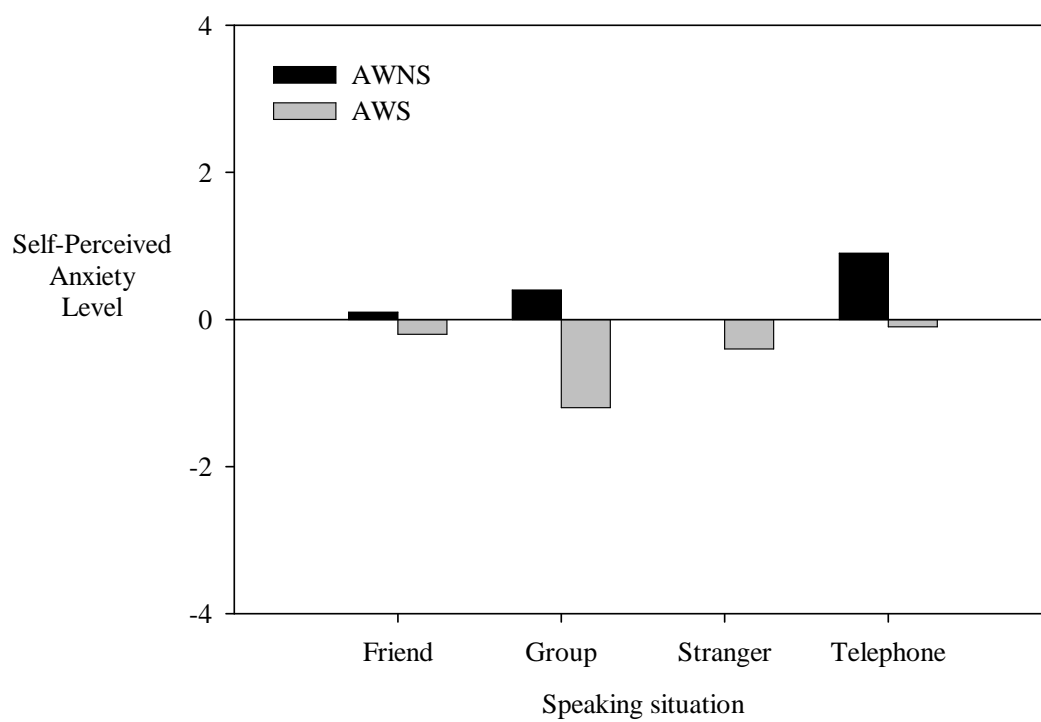 4
AWNS
AWS
2
Self-Perceived
Anxiety
Level
0
-2
-4
Friend Group Stranger Telephone
Speaking situation